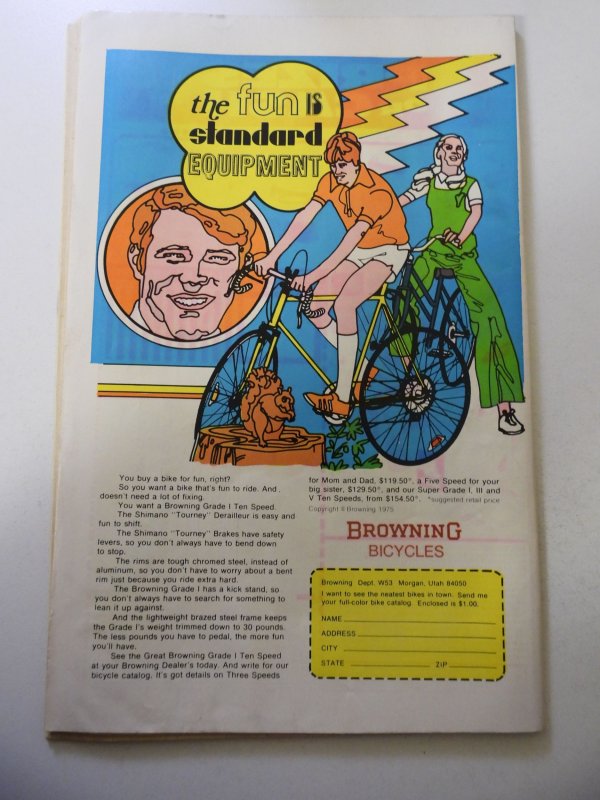 the fun IS
standard
EQUIPMENT
You buy a bike for fun, right?
So you want a bike that's fun to ride. And
doesn't need a lot of fixing.
You want a Browning Grade I Ten Speed.
The Shimano "Tourney" Derailleur is easy and
fun to shift.
The Shimano "Tourney" Brakes have safety
levers, so you don't always have to bend down
to stop.
The rims are tough chromed steel, instead of
aluminum, so you don't have to worry about a bent
rim just because you ride extra hard.
The Browning Grade I has a kick stand, so
you don't always have to search for something to
lean it up against.
And the lightweight brazed steel frame keeps
the Grade I's weight trimmed down to 30 pounds.
The less pounds you have to pedal, the more fun
you'll have.
See the Great Browning Grade I Ten Speed
at your Browning Dealer's today. And write for our
bicycle catalog. It's got details on Three Speeds
for Mom and Dad, $119.50*, a Five Speed for your
big sister, $129.50*, and our Super Grade I, III and
V Ten Speeds, from $154.50*. *suggested retail price
Copyright © Browning 1975
BROWNING
BICYCLES
Browning Dept. W53 Morgan, Utah 84050
I want to see the neatest bikes in town. Send me
your full-color bike catalog. Enclosed is $1.00.
NAME
ADDRESS
CITY
STATE ZIP